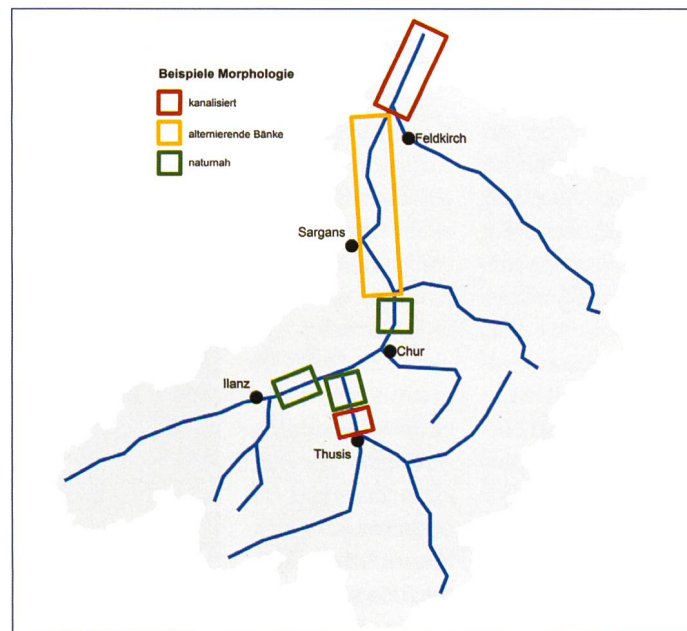 Beispiele Morphologie
kanalisiert
alternierende Bänke
naturnah
Feldkirch
Sargans
Chur
Ilanz
Thusis